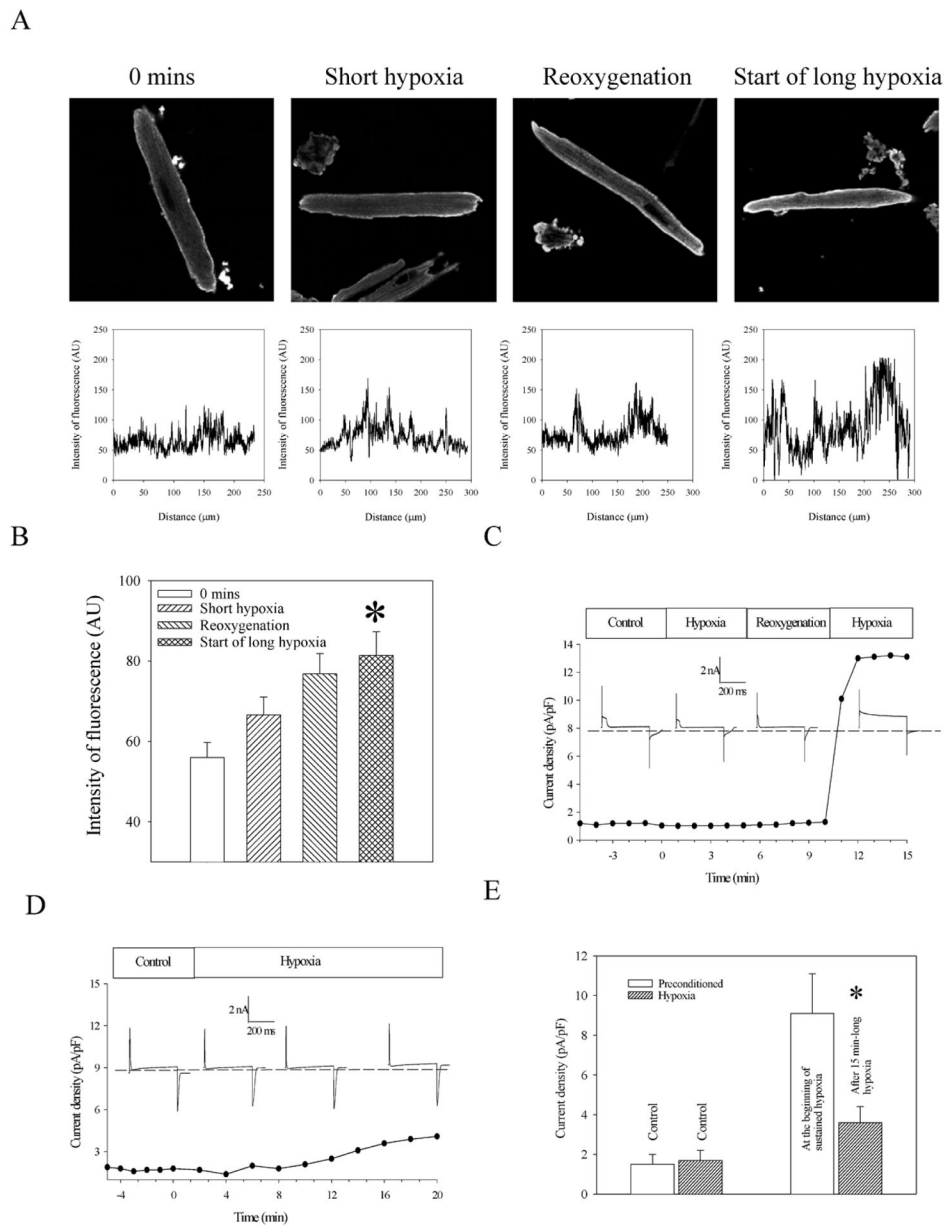 A
0 mins
Short hypoxia
Reoxygenation
Start of long hypoxia
Intensity of fluorescence (AU)
250
200
150
100
50
0
0 50 100 150 200 250
Distance (μm)
Intensity of fluorescence (AU)
250
200
150
100
50
0
0 50 100 150 200 250 300
Distance (μm)
Intensity of fluorescence (AU)
250
200
150
100
50
0
0 50 100 150 200 250 300
Distance (μm)
Intensity of fluorescence (AU)
250
200
150
100
50
0
0 50 100 150 200 250 300
Distance (μm)
B
Intensity of fluorescence (AU)
100
80
60
40
0 mins
Short hypoxia
Reoxygenation
Start of long hypoxia
*
C
Control
Hypoxia
Reoxygenation
Hypoxia
Current density (pA/pF)
14
12
10
8
6
4
2
0
2 nA
200 ms
-3 0 3 6 9 12 15
Time (min)
D
Control
Hypoxia
Current density (pA/pF)
15
12
9
6
3
2 nA
200 ms
-4 0 4 8 12 16 20
Time (min)
E
Current density (pA/pF)
12
10
8
6
4
2
0
Preconditioned
Hypoxia
Control
Control
At the beginning of
sustained hypoxia
After 15 min-long
hypoxia
*